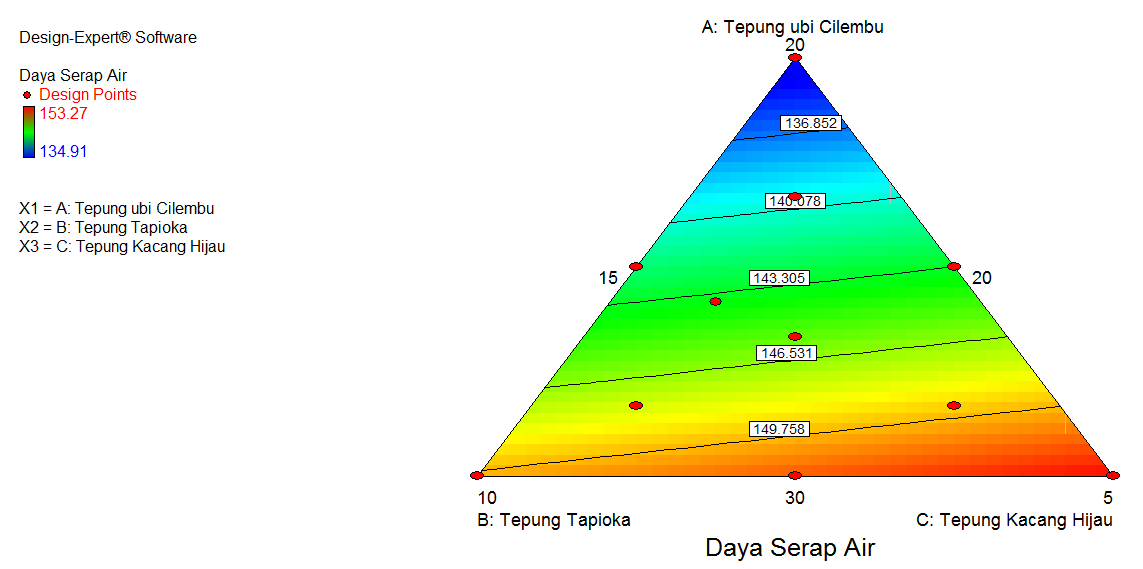 Design-Expert® Software
Daya Serap Air
Design Points
153.27
134.91
X1 = A: Tepung ubi Cilembu
X2 = B: Tepung Tapioka
X3 = C: Tepung Kacang Hijau
A: Tepung ubi Cilembu
20
136.852
140.078
15
143.305
20
146.531
149.758
10
30
5
B: Tepung Tapioka
C: Tepung Kacang Hijau
Daya Serap Air